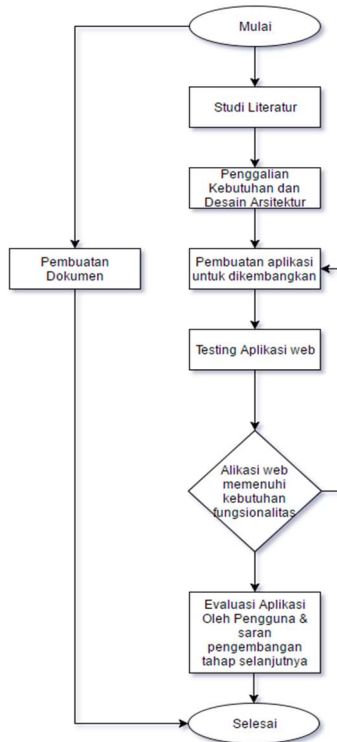 Mulai
Studi Literatur
Penggalian
Kebutuhan dan
Desain Arsitektur
Pembuatan
Dokumen
Pembuatan aplikasi
untuk dikembangkan
Testing Aplikasi web
Alikasi web
memenuhi
kebutuhan
fungsionalitas
Evaluasi Aplikasi
Oleh Pengguna &
saran
pengembangan
tahap selanjutnya
Selesai